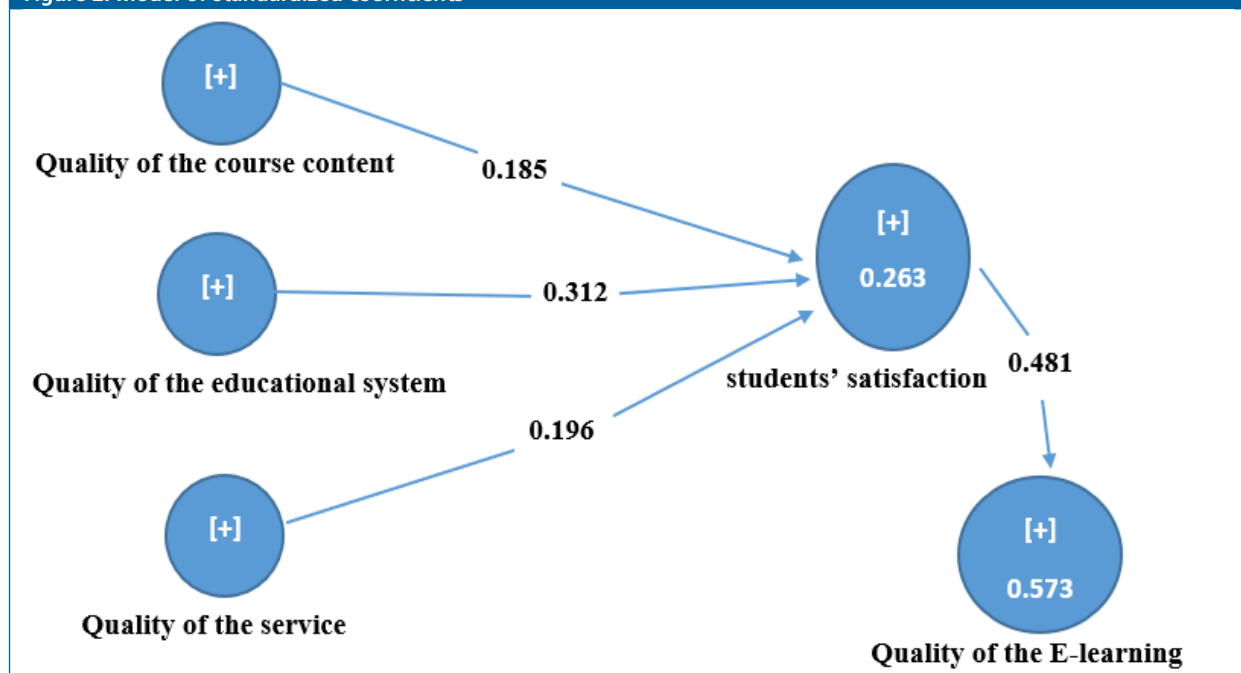 [+]
Quality of the course content
0.185
[+]
0.263
students’ satisfaction
[+]
0.312
Quality of the educational system
0.481
0.196
[+]
Quality of the service
[+]
0.573
Quality of the E-learning